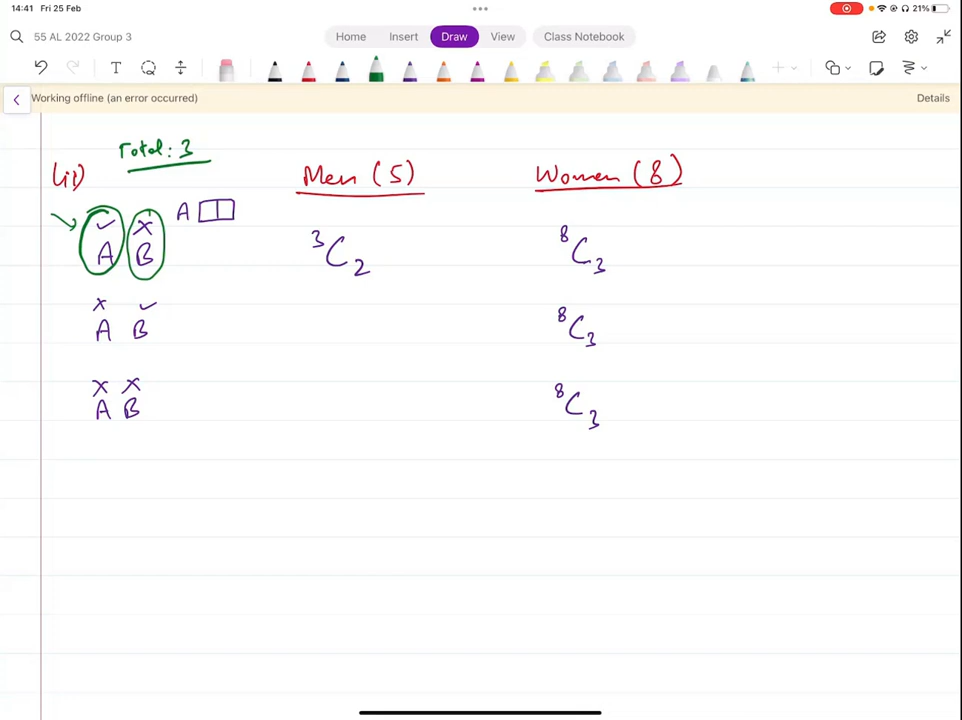 14:41 Fri 25 Feb
21%
55 AL 2022 Group 3
Home Insert Draw View Class Notebook
Working offline (an error occurred)
Details
Total: 3
(ii)
Men (5)
Women (8)
✓ × A
A B
³C₂
⁸C₃
× ✓
A B
⁸C₃
× ×
A B
⁸C₃